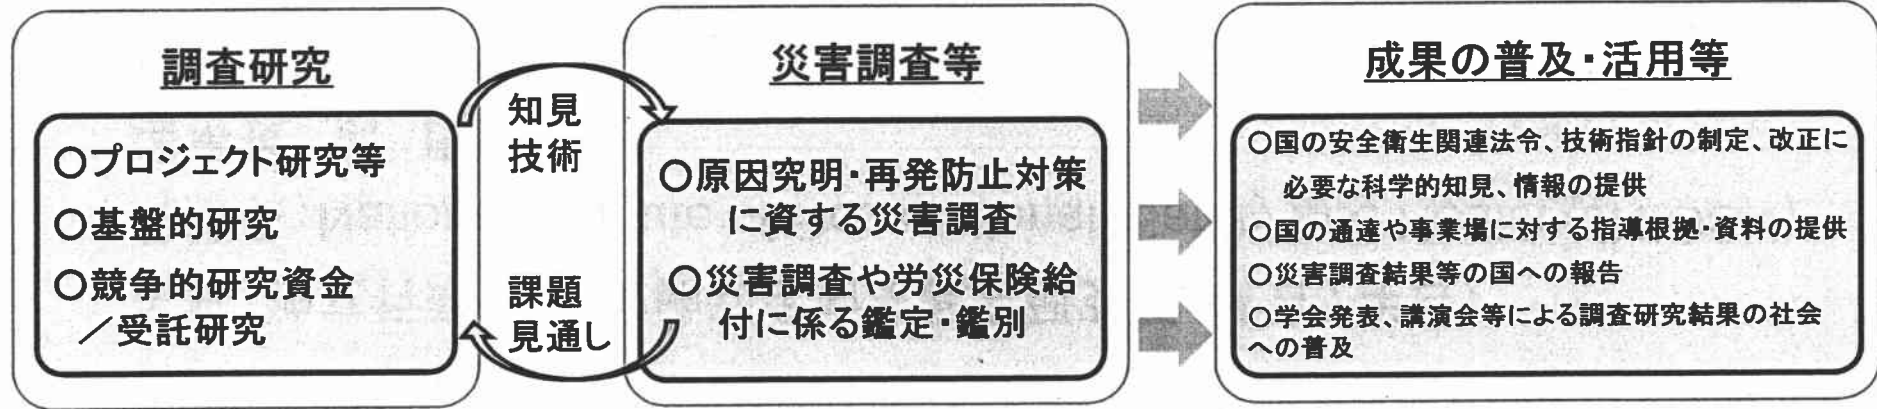 調査研究
○プロジェクト研究等
○基盤的研究
○競争的研究資金
／受託研究
知見
技術
課題
見通し
災害調査等
○原因究明・再発防止対策
に資する災害調査
○災害調査や労災保険給
付に係る鑑定・鑑別
成果の普及・活用等
○国の安全衛生関連法令、技術指針の制定、改正に
必要な科学的知見、情報の提供
○国の通達や事業場に対する指導根拠・資料の提供
○災害調査結果等の国への報告
○学会発表、講演会等による調査研究結果の社会
への普及